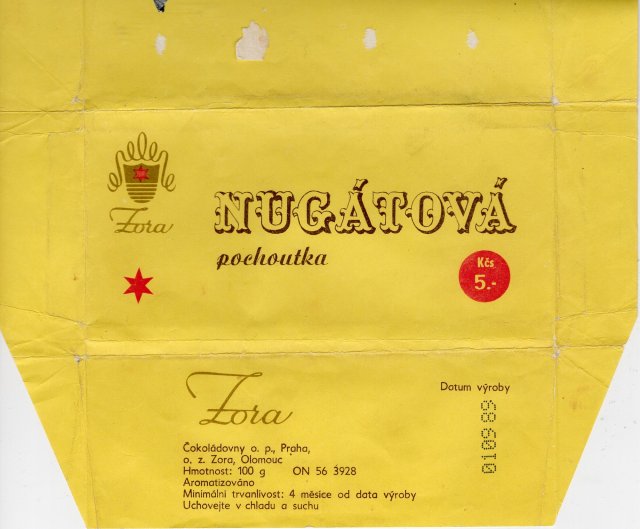 Zora
NUGÁTOVÁ
pochoutka
Kčs
5.-
Zora
Datum výroby
010989
Čokoládovny o. p., Praha,
o. z. Zora, Olomouc
Hmotnost: 100 g ON 56 3928
Aromatizováno
Minimální trvanlivost: 4 měsíce od data výroby
Uchovejte v chladu a suchu